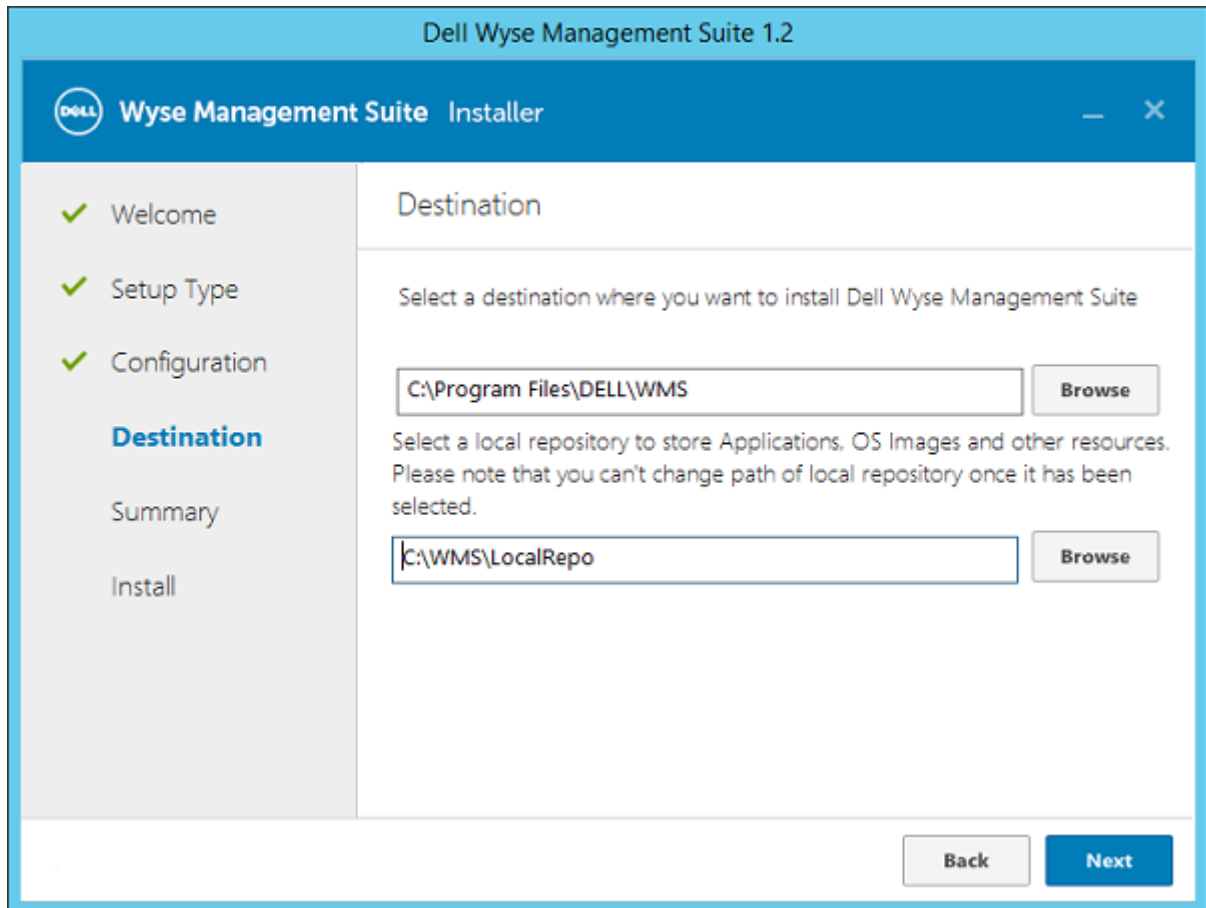 Dell Wyse Management Suite 1.2
DELL Wyse Management Suite Installer
Welcome
Setup Type
Configuration
Destination
Summary
Install
Destination
Select a destination where you want to install Dell Wyse Management Suite
C:\Program Files\DELL\WMS
Browse
Select a local repository to store Applications, OS Images and other resources.
Please note that you can't change path of local repository once it has been
selected.
C:\WMS\LocalRepo
Browse
Back
Next